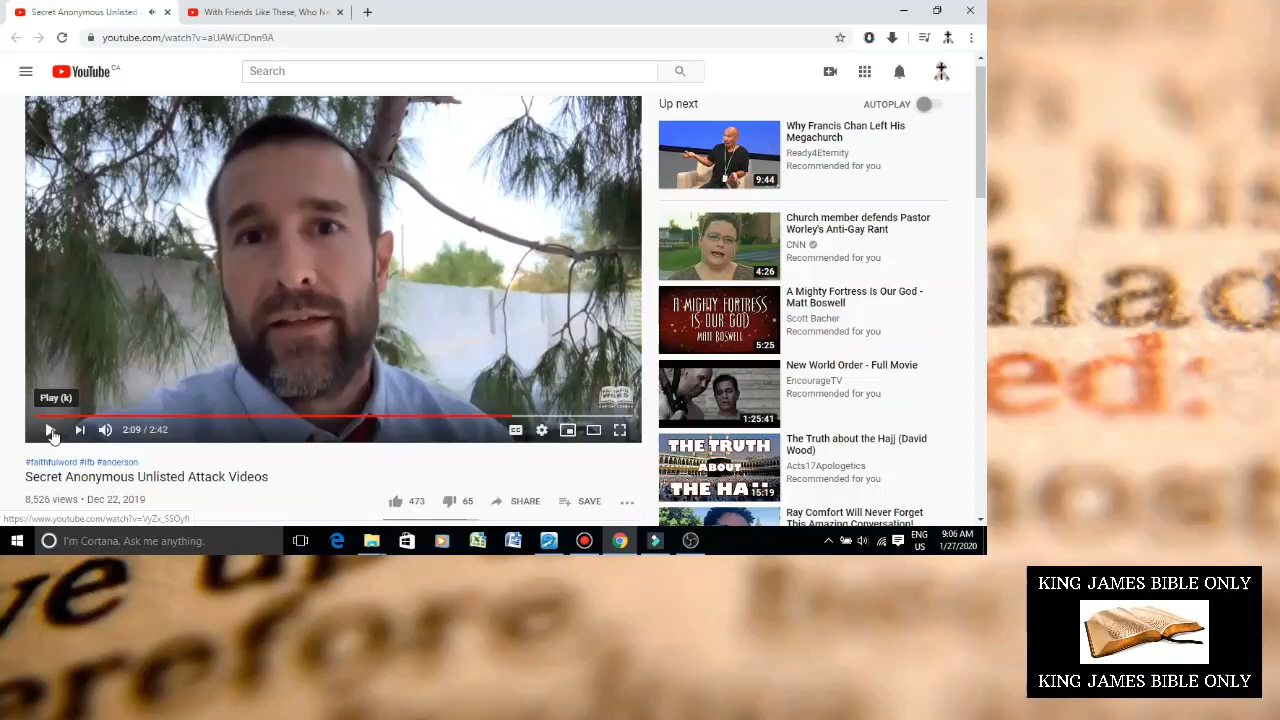 Secret Anonymous Unlisted
With Friends Like These, Who Ne
youtube.com/watch?v=aUAWiCDnn9A
YouTube CA
Search
Up next
AUTOPLAY
Why Francis Chan Left His
Megachurch
Ready4Eternity
Recommended for you
9:44
Church member defends Pastor
Worley's Anti-Gay Rant
CNN
Recommended for you
4:26
A MIGHTY FORTRESS
IS OUR GOD
MATT BOSWELL
A Mighty Fortress Is Our God -
Matt Boswell
Scott Bacher
Recommended for you
5:25
New World Order - Full Movie
EncourageTV
Recommended for you
1:25:41
THE TRUTH
ABOUT
THE HA
The Truth about the Hajj (David
Wood)
Acts17Apologetics
Recommended for you
15:19
Ray Comfort Will Never Forget
This Amazing Conversation!
Play (k)
2:09 / 2:42
#faithfulword #ifb #anderson
Secret Anonymous Unlisted Attack Videos
8,526 views • Dec 22, 2019
473
65
SHARE
SAVE
I'm Cortana. Ask me anything.
ENG
US
9:06 AM
1/27/2020
his
had
ed:
KING JAMES BIBLE ONLY
KING JAMES BIBLE ONLY